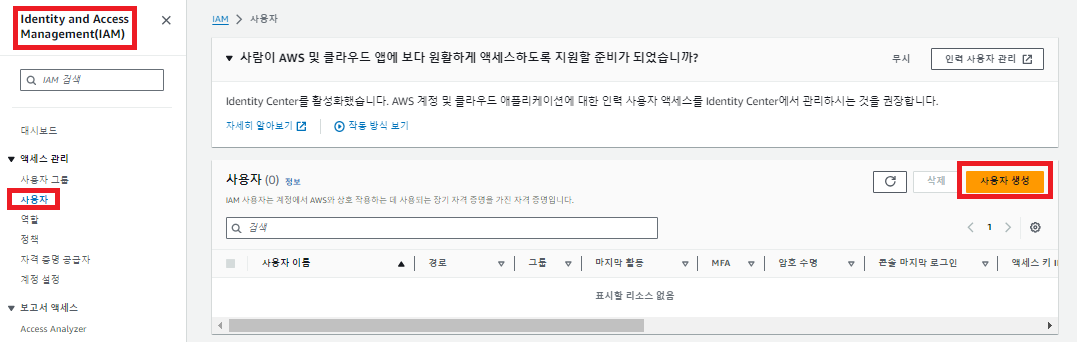 Identity and Access
Management(IAM)
IAM 검색
대시보드
액세스 관리
사용자 그룹
사용자
역할
정책
자격 증명 공급자
계정 설정
보고서 액세스
Access Analyzer
IAM > 사용자
사람이 AWS 및 클라우드 앱에 보다 원활하게 액세스하도록 지원할 준비가 되었습니까?
무시
인력 사용자 관리
Identity Center를 활성화했습니다. AWS 계정 및 클라우드 애플리케이션에 대한 인력 사용자 액세스를 Identity Center에서 관리하시는 것을 권장합니다.
자세히 알아보기
작동 방식 보기
사용자 (0) 정보
삭제
사용자 생성
IAM 사용자는 계정에서 AWS와 상호 작용하는 데 사용되는 장기 자격 증명을 가진 자격 증명입니다.
검색
1
사용자 이름 경로 그룹 마지막 활동 MFA 암호 수명 콘솔 마지막 로그인 액세스 키
표시할 리소스 없음